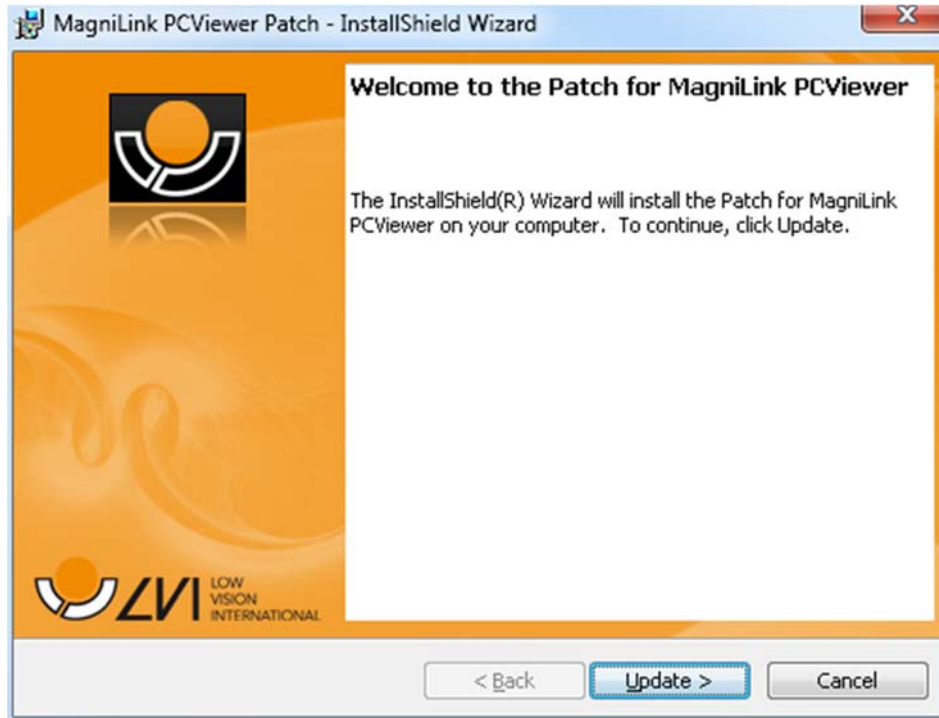 MagniLink PCViewer Patch - InstallShield Wizard
x
Welcome to the Patch for MagniLink PCViewer
The InstallShield(R) Wizard will install the Patch for MagniLink
PCViewer on your computer.  To continue, click Update.
LVI
LOW
VISION
INTERNATIONAL
< Back
Update >
Cancel